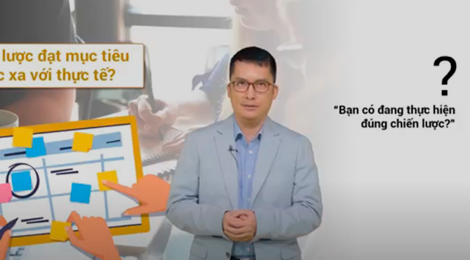 lược đạt mục tiêu
xa với thực tế?
?
“Bạn có đang thực hiện
đúng chiến lược?”